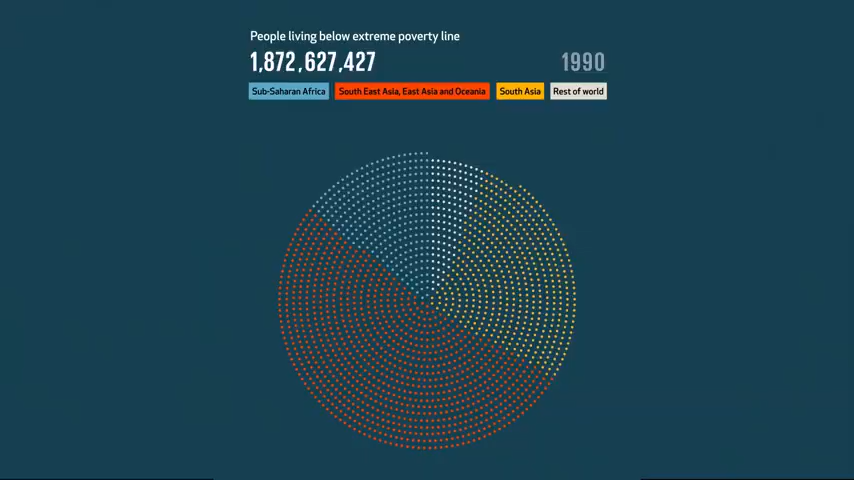 People living below extreme poverty line
1,872,627,427 1990
Sub-Saharan Africa South East Asia, East Asia and Oceania South Asia Rest of world